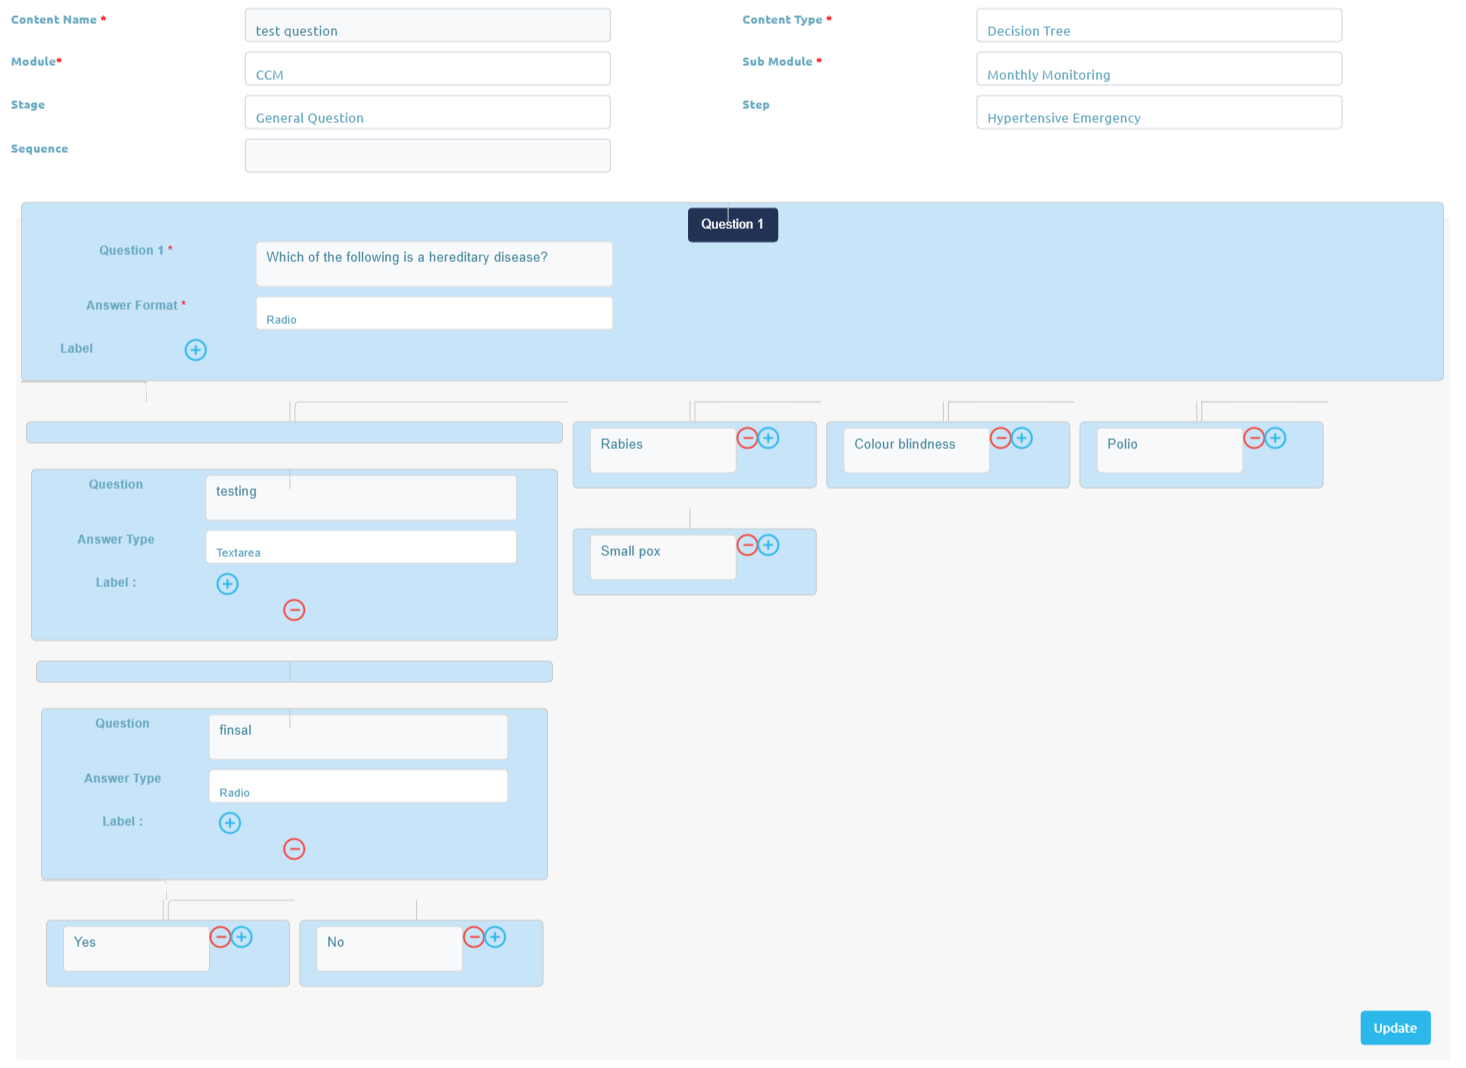 Content Name *
test question
Content Type *
Decision Tree
Module*
CCM
Sub Module *
Monthly Monitoring
Stage
General Question
Step
Hypertensive Emergency
Sequence
Question 1
Question 1 *
Which of the following is a hereditary disease?
Answer Format *
Radio
Label
Rabies
Colour blindness
Polio
Question
testing
Answer Type
Textarea
Label :
Small pox
Question
finsal
Answer Type
Radio
Label :
Yes
No
Update